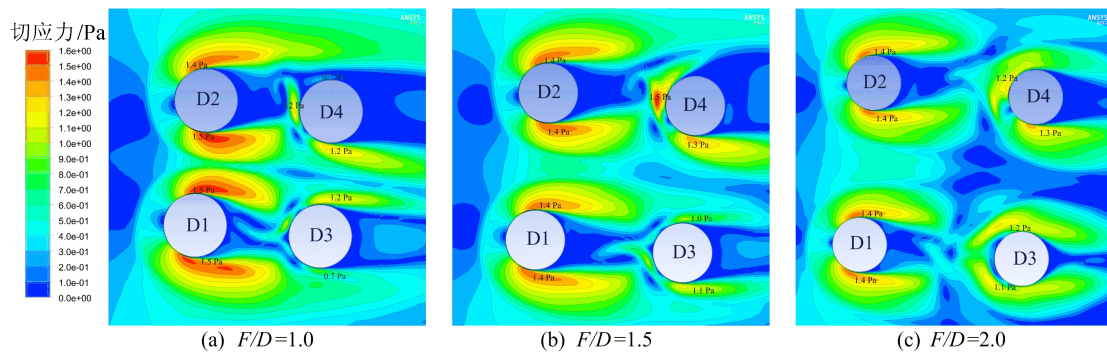 切应力/Pa
1.6e+00
1.5e+00
1.4e+00
1.3e+00
1.2e+00
1.1e+00
1.0e+00
9.0e-01
8.0e-01
7.0e-01
6.0e-01
5.0e-01
4.0e-01
3.0e-01
2.0e-01
1.0e-01
0.0e+00
ANSYS
1.4 Pa
D2
D4
1.5 Pa
1.2 Pa
1.5 Pa
1.2 Pa
D1
D3
1.5 Pa
0.7 Pa
(a) F/D=1.0
ANSYS
1.4 Pa
D2
1.5 Pa
D4
1.4 Pa
1.3 Pa
1.4 Pa
1.0 Pa
D1
D3
1.4 Pa
1.1 Pa
(b) F/D=1.5
ANSYS
1.4 Pa
D2
1.2 Pa
D4
1.4 Pa
1.3 Pa
1.4 Pa
1.2 Pa
D1
D3
1.4 Pa
1.1 Pa
(c) F/D=2.0